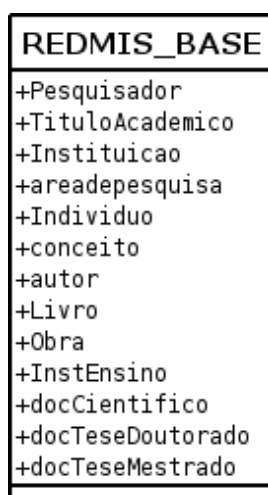 REDMIS_BASE
+Pesquisador
+TituloAcademico
+Instituicao
+areadepesquisa
+Individuo
+conceito
+autor
+Livro
+Obra
+InstEnsino
+docCientifico
+docTeseDoutorado
+docTeseMestrado